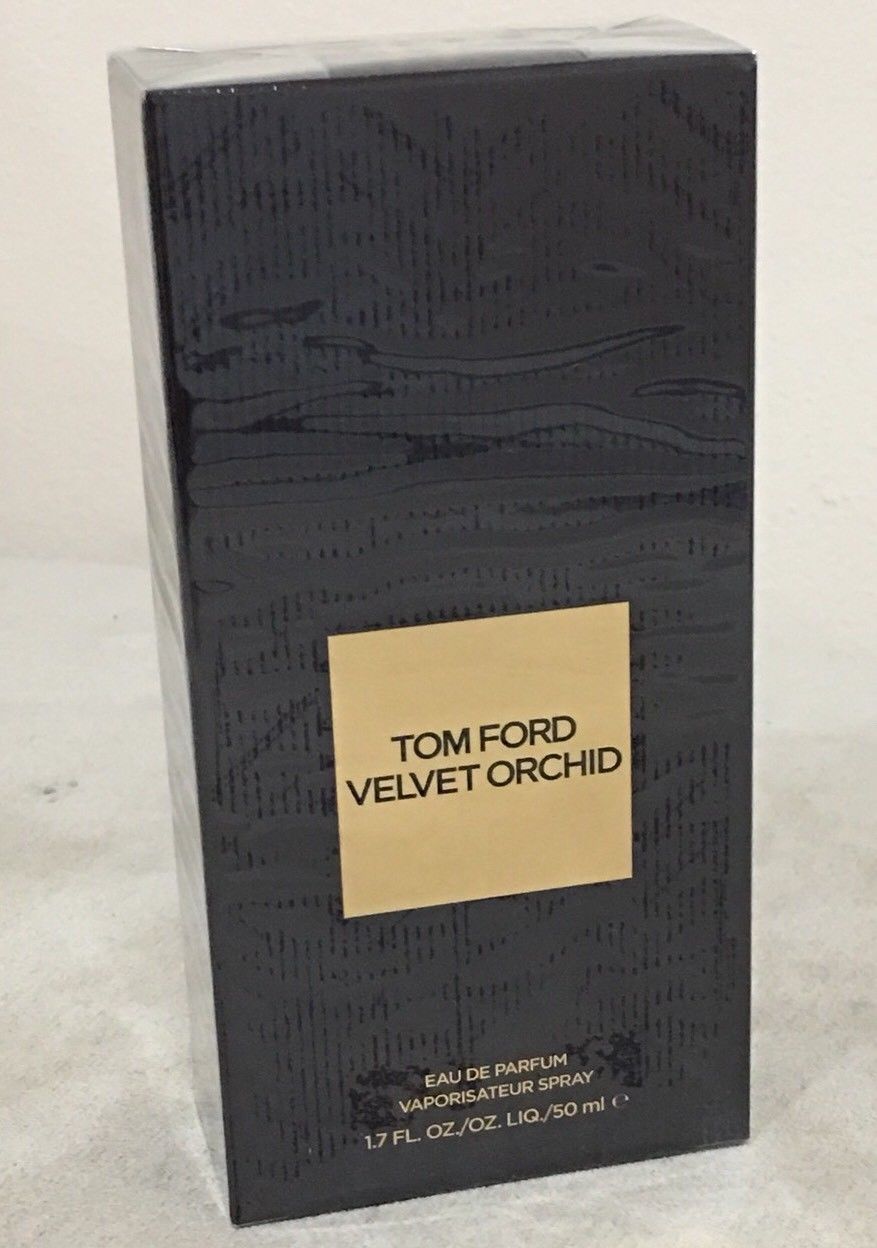 TOM FORD
VELVET ORCHID
EAU DE PARFUM
VAPORISATEUR SPRAY
1.7 FL. OZ./OZ. LIQ./50 ml ℮